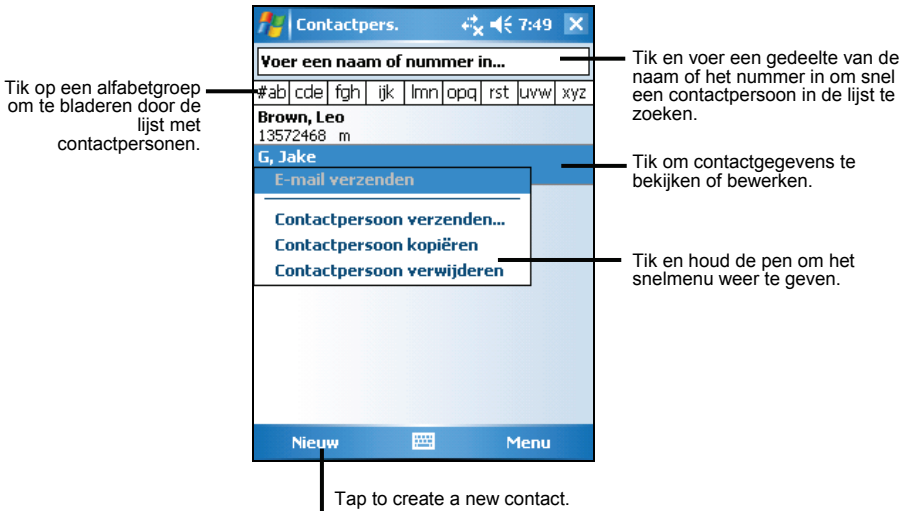 Contactpers. 7:49
Voer een naam of nummer in...
#ab cde fgh ijk lmn opq rst uvw xyz
Brown, Leo
13572468 m
G, Jake
E-mail verzenden
Contactpersoon verzenden...
Contactpersoon kopiëren
Contactpersoon verwijderen
Nieuw Menu
Tik op een alfabetgroep
om te bladeren door de
lijst met
contactpersonen.
Tik en voer een gedeelte van de
naam of het nummer in om snel
een contactpersoon in de lijst te
zoeken.
Tik om contactgegevens te
bekijken of bewerken.
Tik en houd de pen om het
snelmenu weer te geven.
Tap to create a new contact.